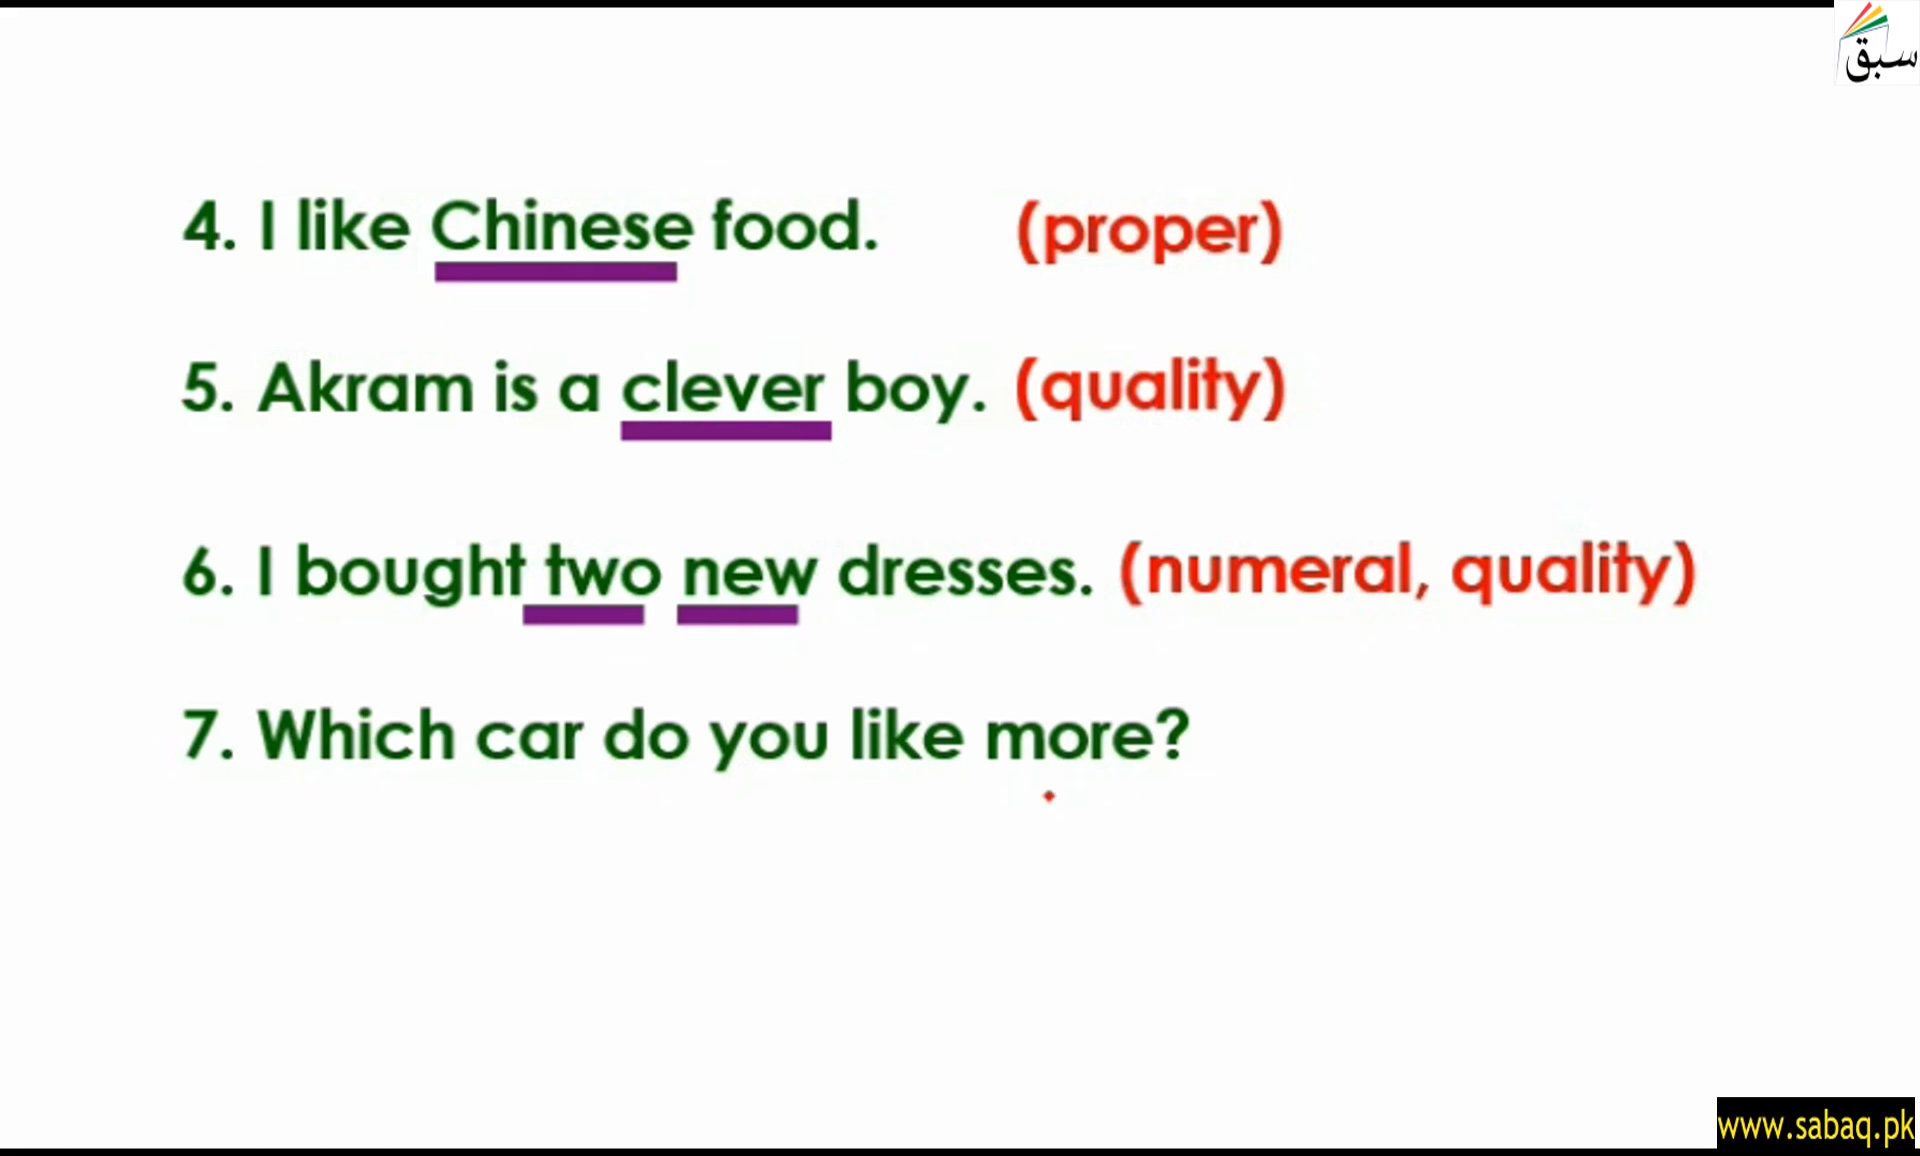 سبق
4. I like Chinese food. (proper)
5. Akram is a clever boy. (quality)
6. I bought two new dresses. (numeral, quality)
7. Which car do you like more?
www.sabaq.pk